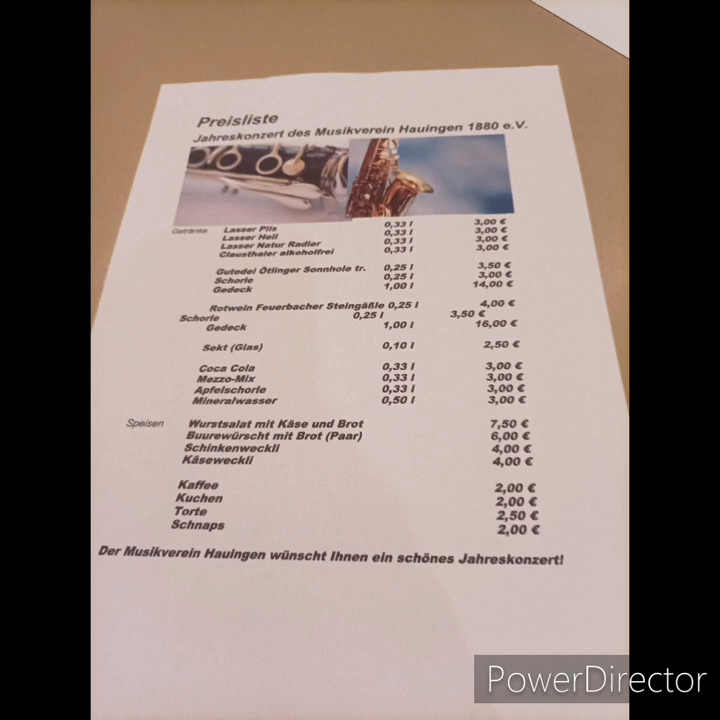 Preisliste
Jahreskonzert des Musikverein Hauingen 1880 e.V.
Getränke Lasser Pils 0,33 l 3,00 €
Lasser Hell 0,33 l 3,00 €
Lasser Natur Radler 0,33 l 3,00 €
Clausthaler alkoholfrei 0,33 l 3,00 €
Gutedel Ötlinger Sonnhole tr. 0,25 l 3,50 €
Schorle 0,25 l 3,00 €
Gedeck 1,00 l 14,00 €
Rotwein Feuerbacher Steingäßle 0,25 l 4,00 €
Schorle 0,25 l 3,50 €
Gedeck 1,00 l 16,00 €
Sekt (Glas) 0,10 l 2,50 €
Coca Cola 0,33 l 3,00 €
Mezzo-Mix 0,33 l 3,00 €
Apfelschorle 0,33 l 3,00 €
Mineralwasser 0,50 l 3,00 €
Speisen Wurstsalat mit Käse und Brot 7,50 €
Buurewürscht mit Brot (Paar) 6,00 €
Schinkenweckli 4,00 €
Käseweckli 4,00 €
Kaffee 2,00 €
Kuchen 2,00 €
Torte 2,50 €
Schnaps 2,00 €
Der Musikverein Hauingen wünscht Ihnen ein schönes Jahreskonzert!
PowerDirector